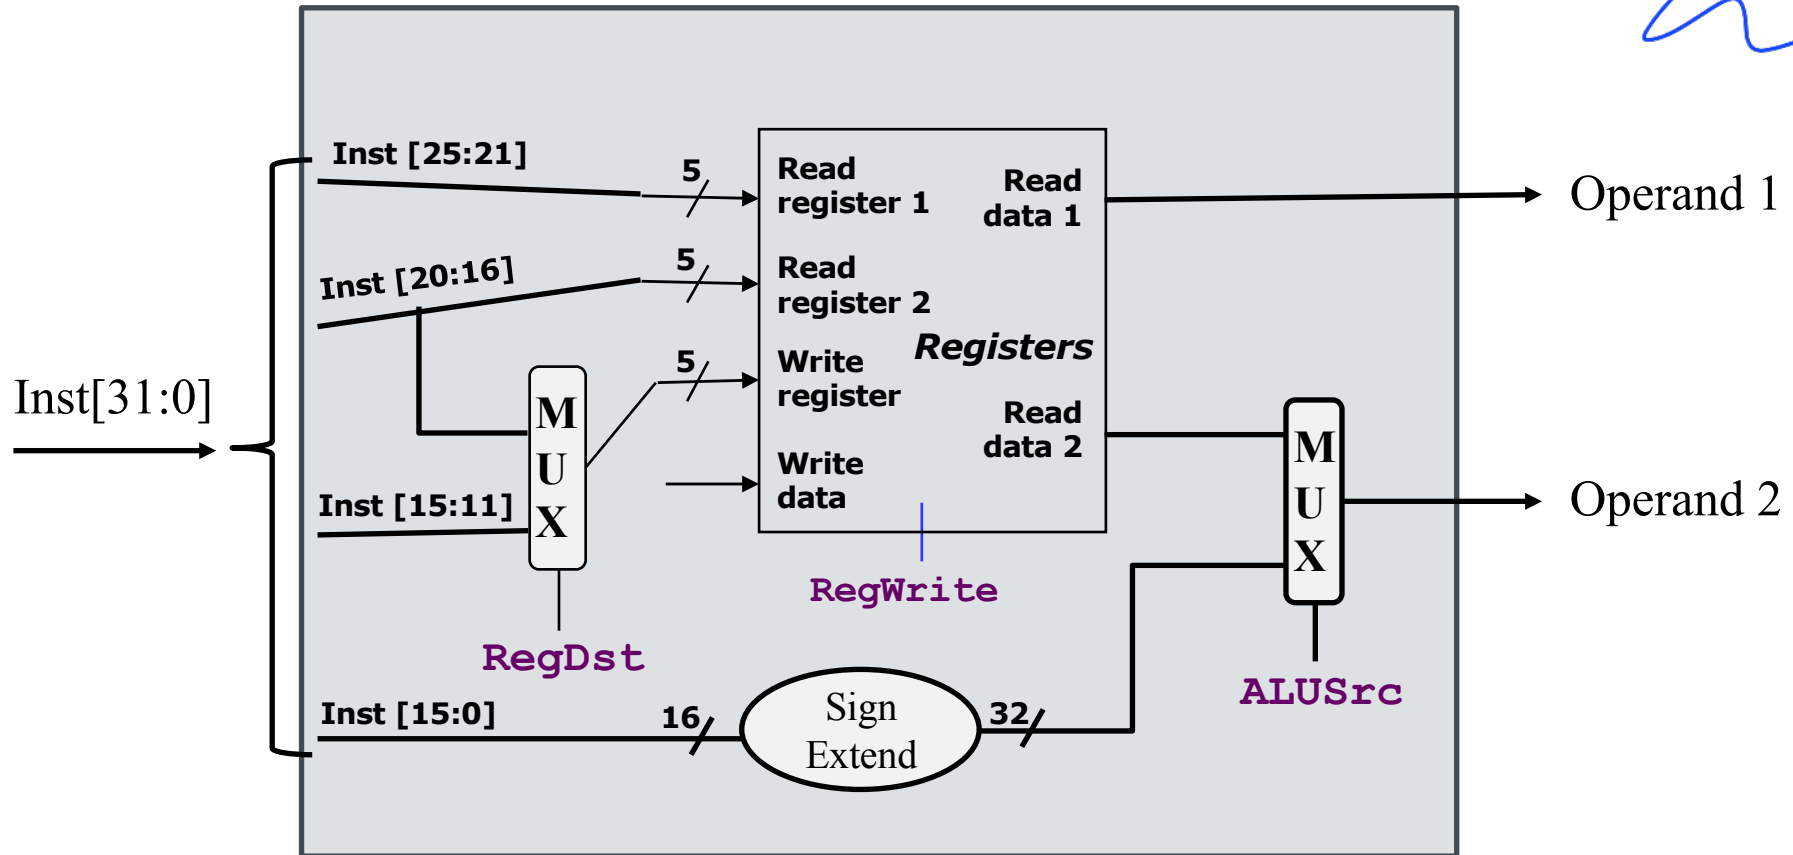 Inst[31:0]
Inst [25:21]
5
Inst [20:16]
5
5
Inst [15:11]
M
U
X
RegDst
Inst [15:0]
16
Sign
Extend
32
Read
register 1
Read
register 2
Write
register
Write
data
Registers
Read
data 1
Read
data 2
RegWrite
M
U
X
ALUSrc
Operand 1
Operand 2